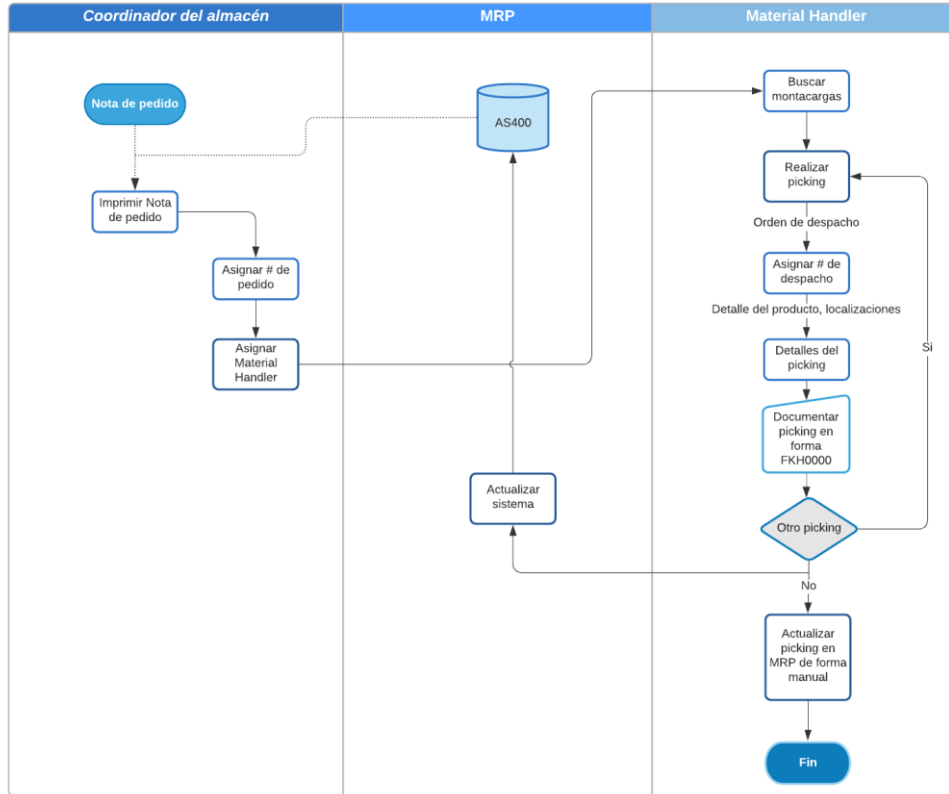 Coordinador del almacén
MRP
Material Handler
Nota de pedido
Imprimir Nota
de pedido
Asignar # de
pedido
Asignar
Material
Handler
AS400
Actualizar
sistema
Buscar
montacargas
Realizar
picking
Orden de despacho
Asignar # de
despacho
Detalle del producto, localizaciones
Detalles del
picking
Documentar
picking en
forma
FKH0000
Otro picking
Si
No
Actualizar
picking en
MRP de forma
manual
Fin